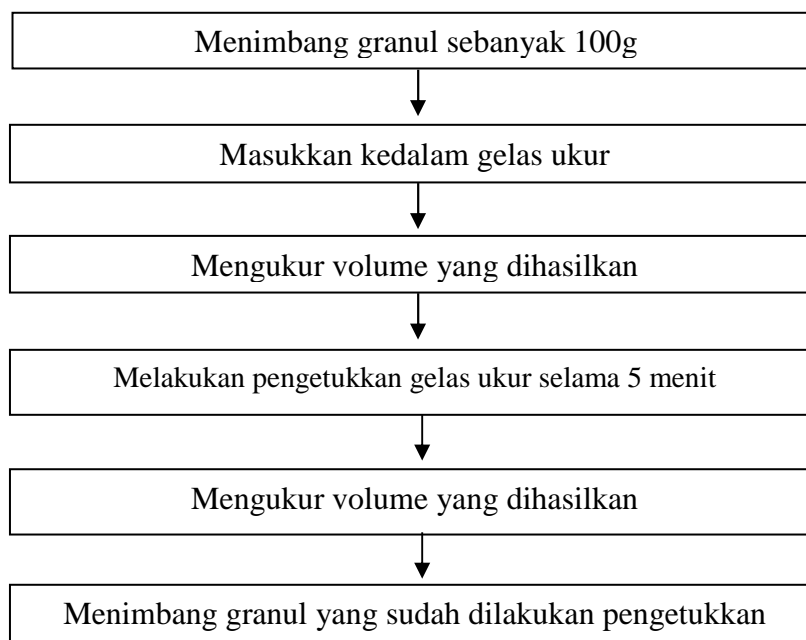 Menimbang granul sebanyak 100g
Masukkan kedalam gelas ukur
Mengukur volume yang dihasilkan
Melakukan pengetukkan gelas ukur selama 5 menit
Mengukur volume yang dihasilkan
Menimbang granul yang sudah dilakukan pengetukkan